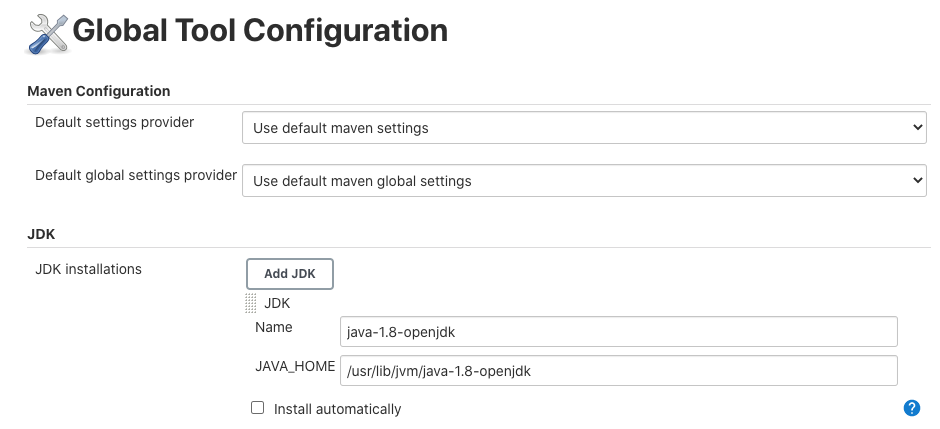 Global Tool Configuration
Maven Configuration
Default settings provider
Use default maven settings
Default global settings provider
Use default maven global settings
JDK
JDK installations
Add JDK
JDK
Name
java-1.8-openjdk
JAVA_HOME
/usr/lib/jvm/java-1.8-openjdk
Install automatically
?